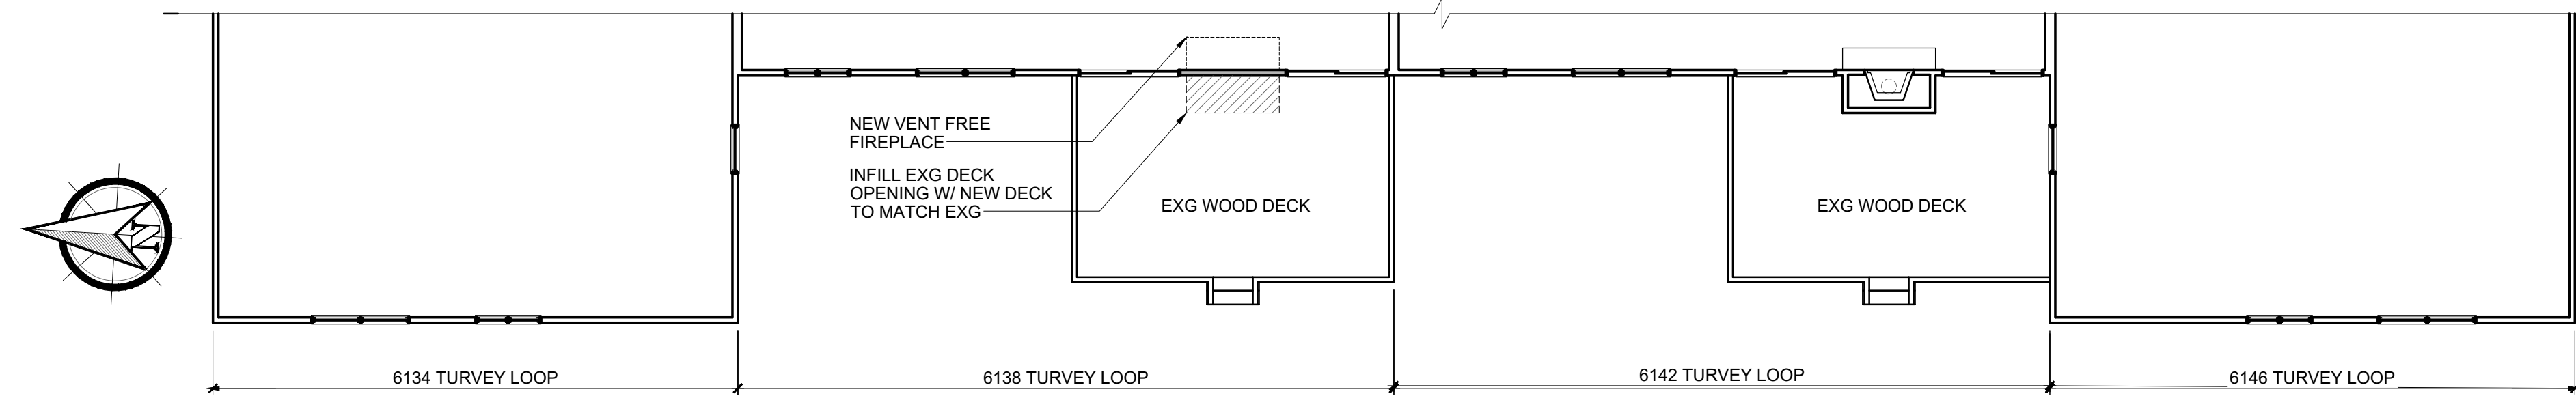 NEW VENT FREE
FIREPLACE
INFILL EXG DECK
OPENING W/ NEW DECK
TO MATCH EXG
EXG WOOD DECK
EXG WOOD DECK
N
6134 TURVEY LOOP
6138 TURVEY LOOP
6142 TURVEY LOOP
6146 TURVEY LOOP